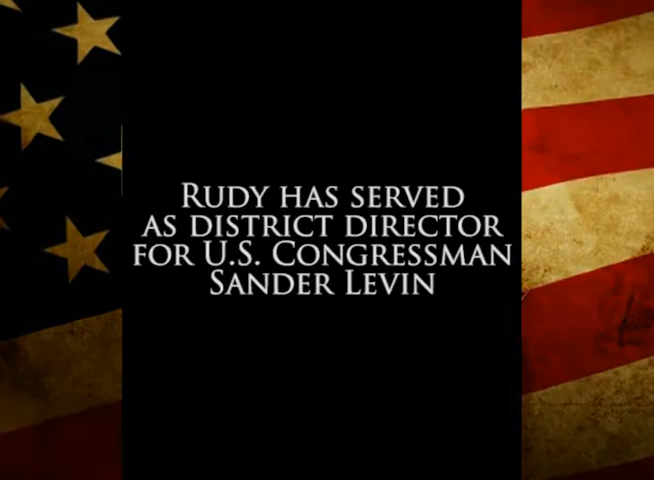 Rudy has served
as district director
for U.S. Congressman
Sander Levin